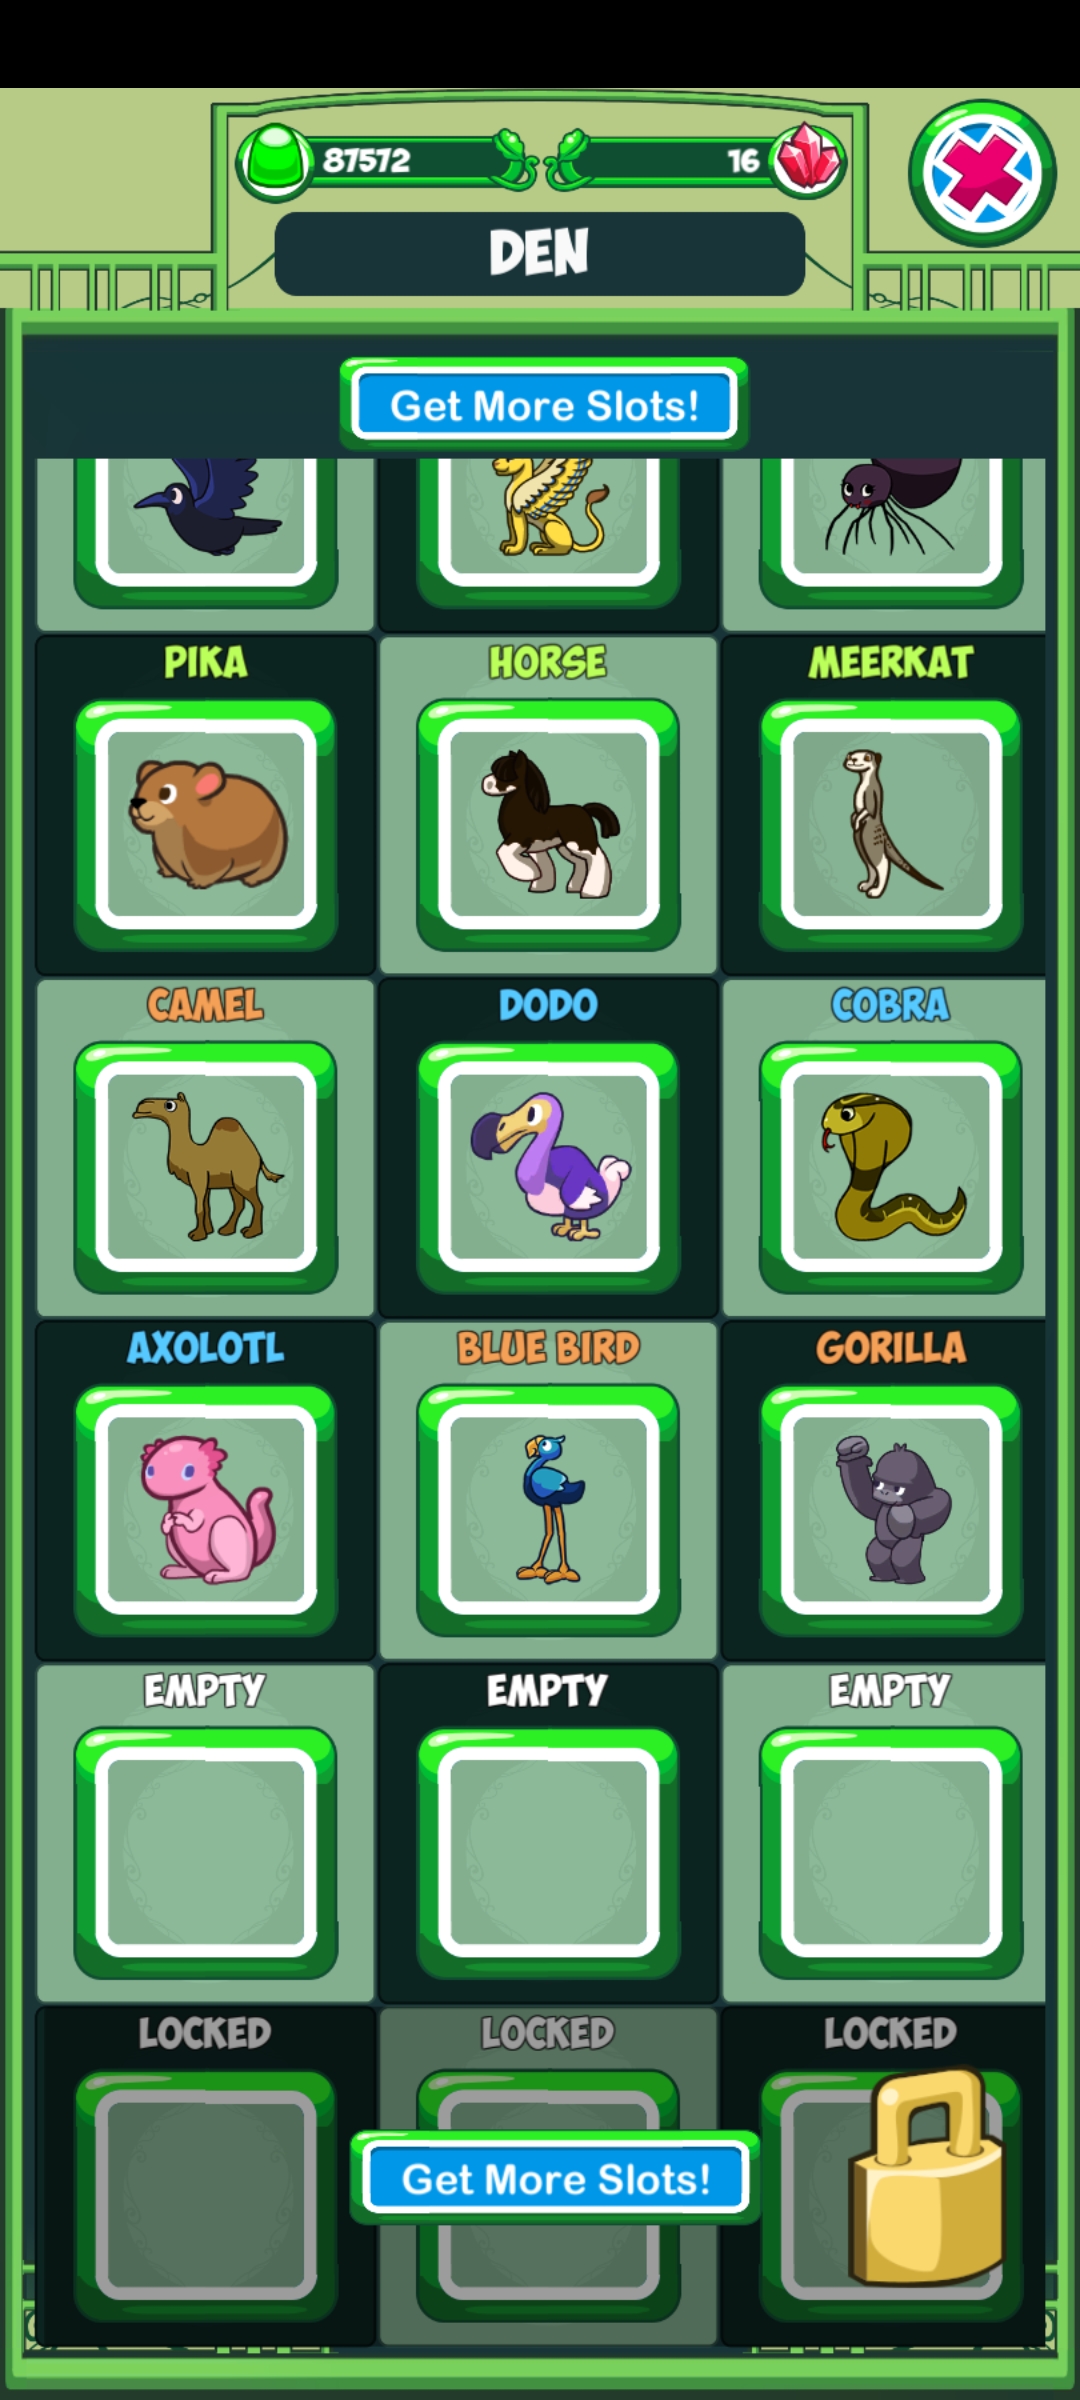 87572
16
DEN
Get More Slots!
PIKA
HORSE
MEERKAT
CAMEL
DODO
COBRA
AXOLOTL
BLUE BIRD
GORILLA
EMPTY
EMPTY
EMPTY
LOCKED
LOCKED
LOCKED
Get More Slots!